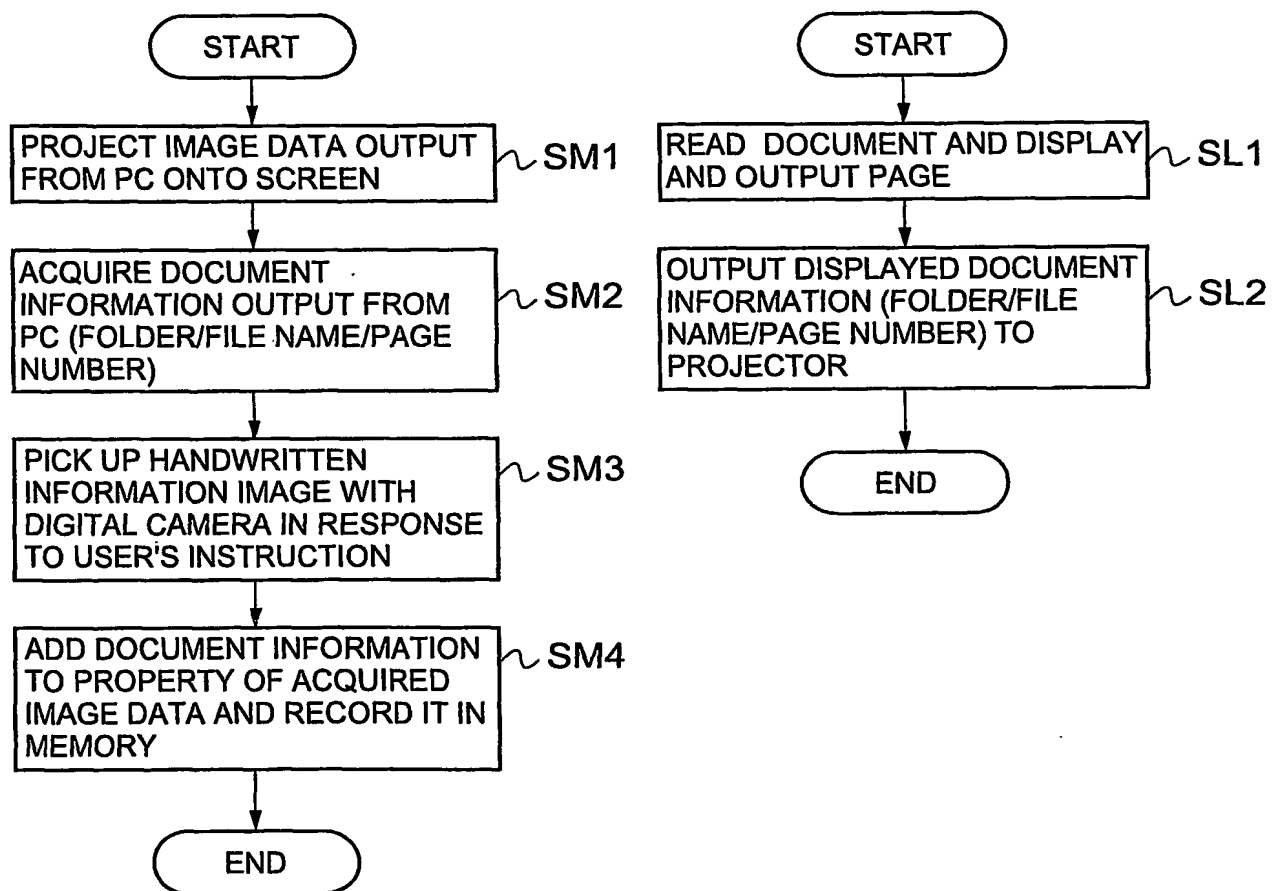 START
PROJECT IMAGE DATA OUTPUT
FROM PC ONTO SCREEN
SM1
ACQUIRE DOCUMENT
INFORMATION OUTPUT FROM
PC (FOLDER/FILE NAME/PAGE
NUMBER)
SM2
PICK UP HANDWRITTEN
INFORMATION IMAGE WITH
DIGITAL CAMERA IN RESPONSE
TO USER'S INSTRUCTION
SM3
ADD DOCUMENT INFORMATION
TO PROPERTY OF ACQUIRED
IMAGE DATA AND RECORD IT IN
MEMORY
SM4
END
START
READ DOCUMENT AND DISPLAY
AND OUTPUT PAGE
SL1
OUTPUT DISPLAYED DOCUMENT
INFORMATION (FOLDER/FILE
NAME/PAGE NUMBER) TO
PROJECTOR
SL2
END